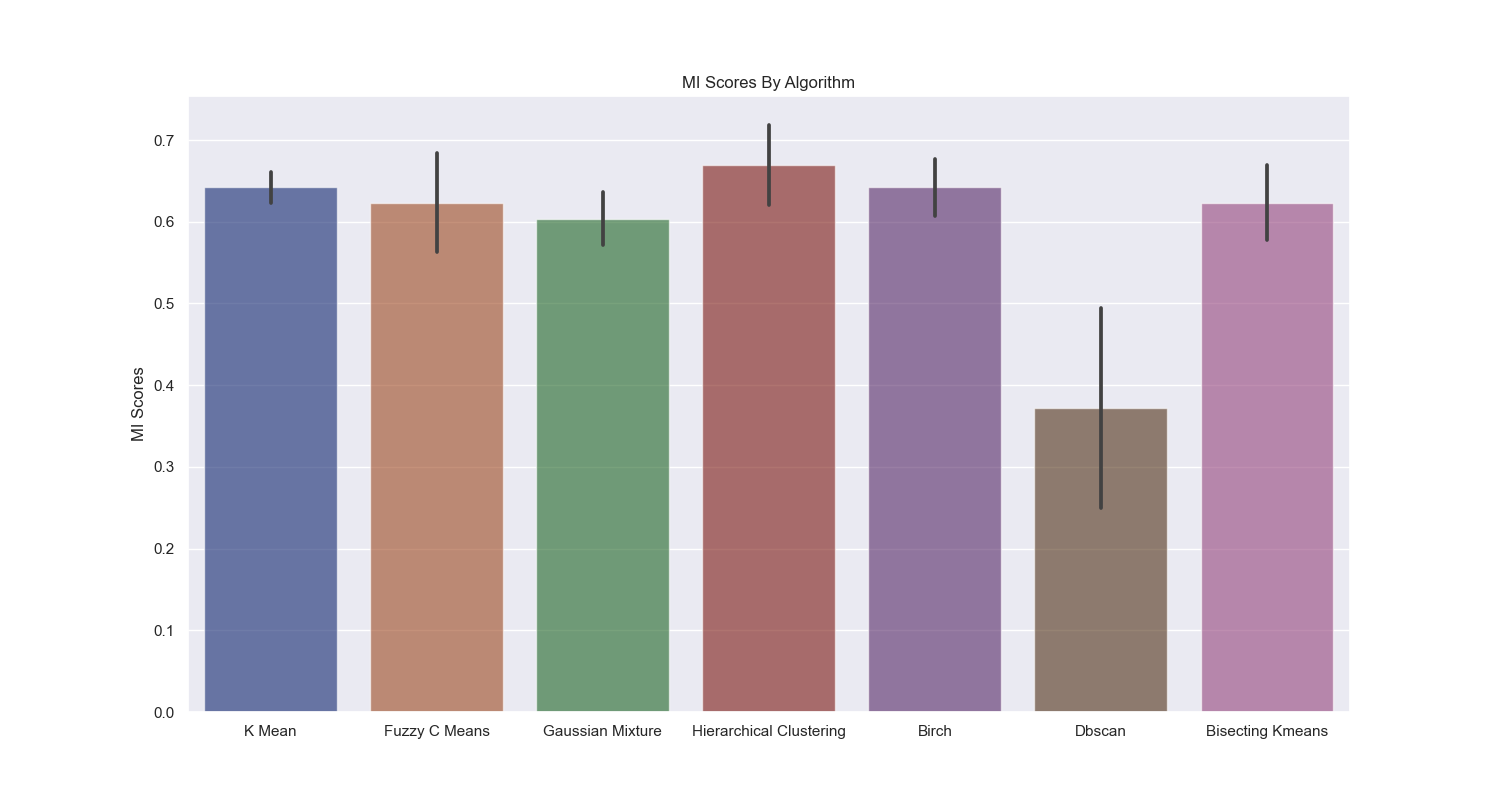 MI Scores By Algorithm
MI Scores
0.7
0.6
0.5
0.4
0.3
0.2
0.1
0.0
K Mean
Fuzzy C Means
Gaussian Mixture
Hierarchical Clustering
Birch
Dbscan
Bisecting Kmeans